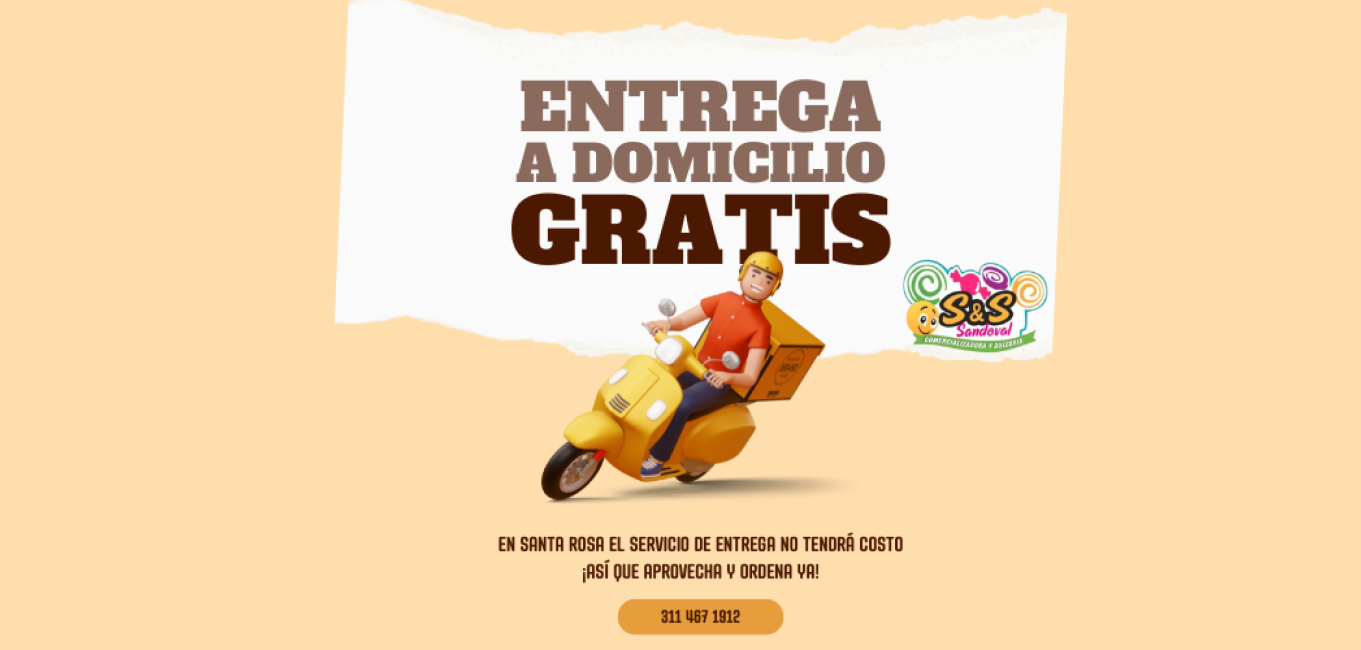 ENTREGA
A DOMICILIO
GRATIS
S&S
Sandoval
COMERCIALIZADORA Y DULCERIA
EN SANTA ROSA EL SERVICIO DE ENTREGA NO TENDRÁ COSTO
¡ASÍ QUE APROVECHA Y ORDENA YA!
311 467 1912